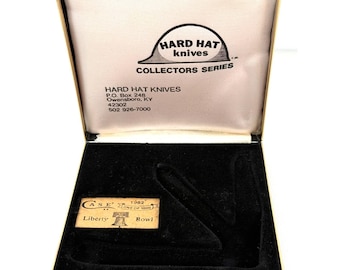 HARD HAT
knives
COLLECTORS SERIES
HARD HAT KNIVES
P.O. Box 246
Owensboro, KY
42302
502 926-7000
CASE
1982
Liberty Bowl